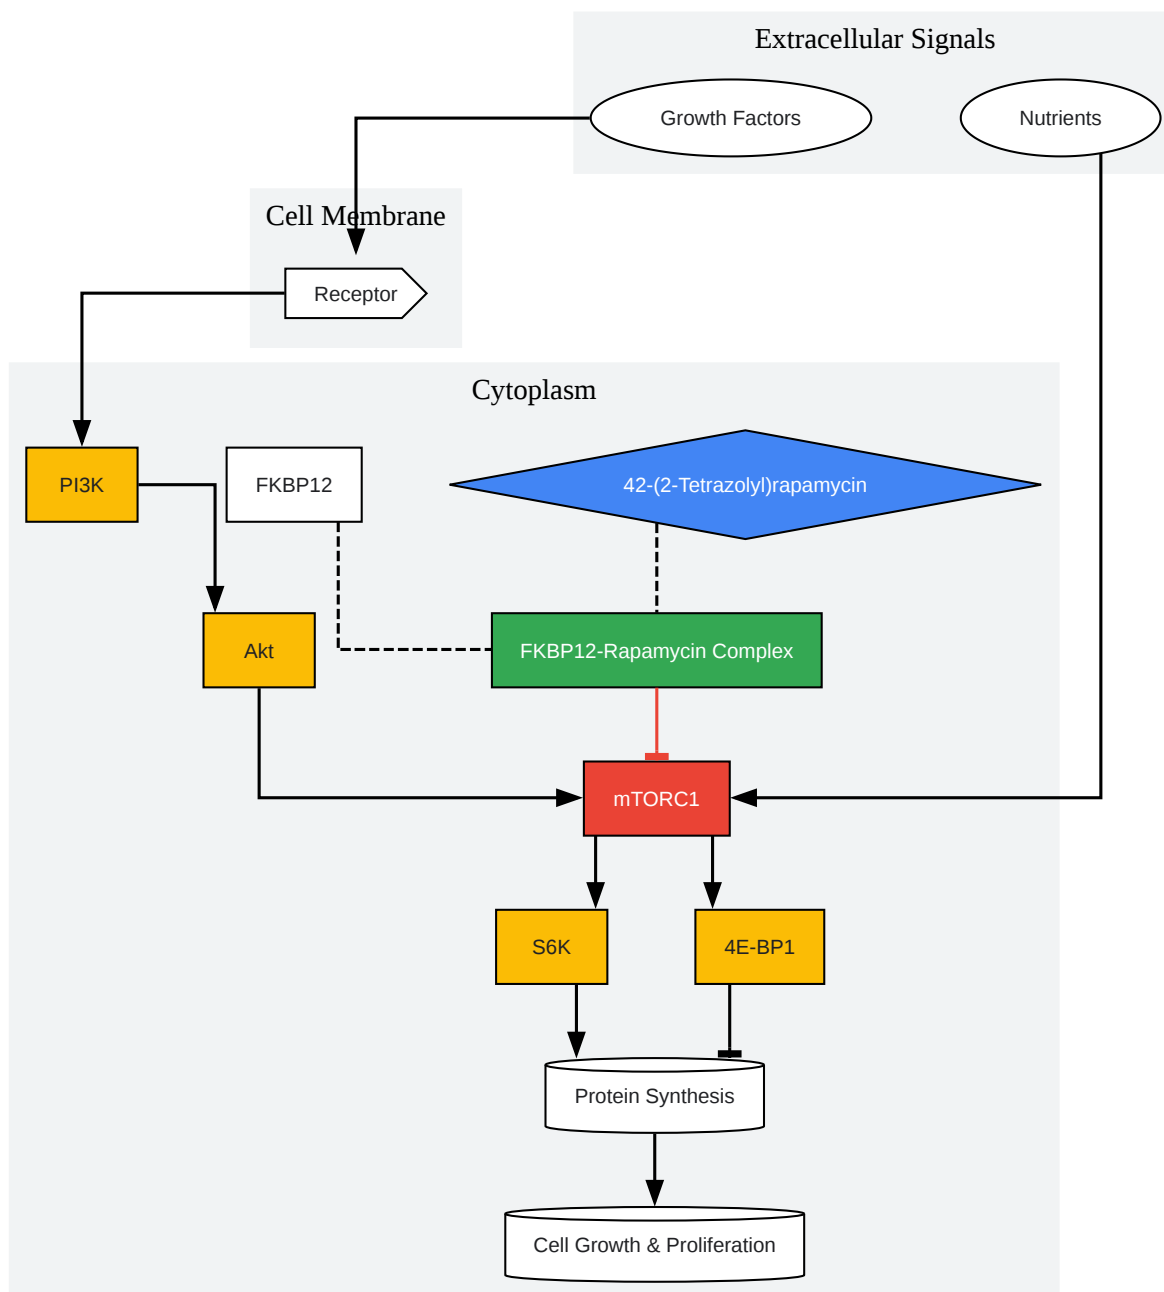 Extracellular Signals
Growth Factors
Nutrients
Cell Membrane
Receptor
Cytoplasm
PI3K
FKBP12
42-(2-Tetrazolyl)rapamycin
Akt
FKBP12-Rapamycin Complex
mTORC1
S6K
4E-BP1
Protein Synthesis
Cell Growth & Proliferation